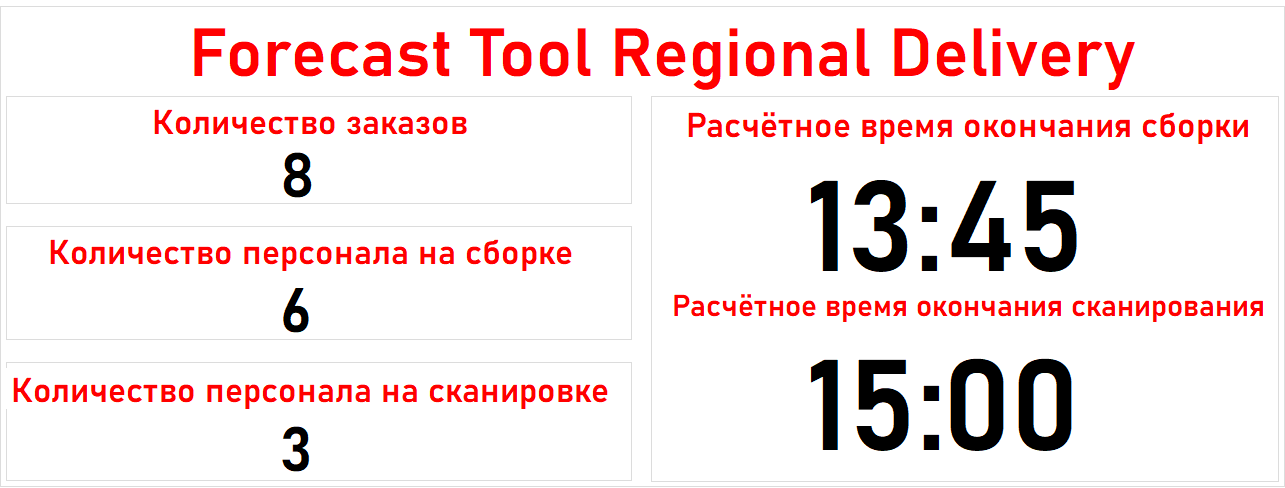 Forecast Tool Regional Delivery
Количество заказов
8
Количество персонала на сборке
6
Количество персонала на сканировке
3
Расчётное время окончания сборки
13:45
Расчётное время окончания сканирования
15:00